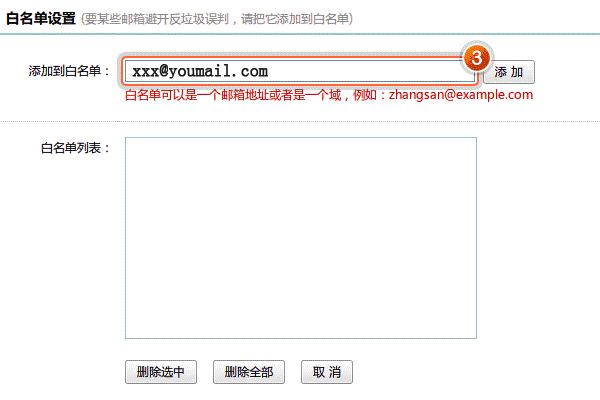 白名单设置 (要某些邮箱避开反垃圾误判，请把它添加到白名单)
添加到白名单： xxx@youmail.com 3 添 加
白名单可以是一个邮箱地址或者是一个域，例如：zhangsan@example.com
白名单列表：
删除选中 删除全部 取 消